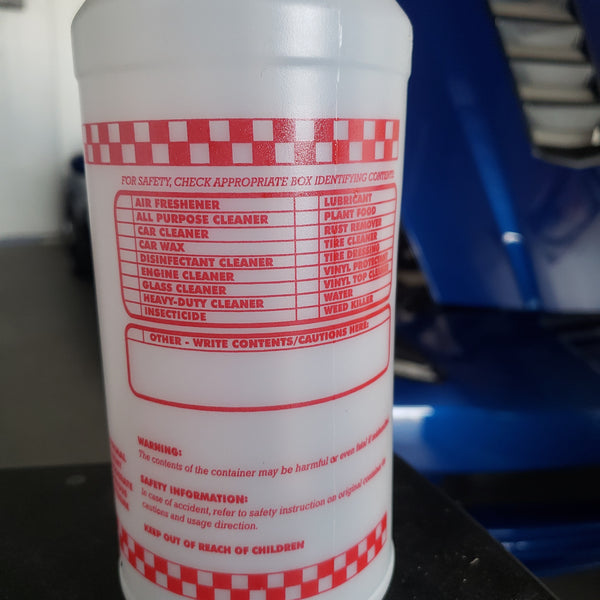 FOR SAFETY, CHECK APPROPRIATE BOX IDENTIFYING CONTENTS
AIR FRESHENER
ALL PURPOSE CLEANER
CAR CLEANER
CAR WAX
DISINFECTANT CLEANER
ENGINE CLEANER
GLASS CLEANER
HEAVY-DUTY CLEANER
INSECTICIDE
LUBRICANT
PLANT FOOD
RUST REMOVER
TIRE CLEANER
TIRE DRESSING
VINYL PROTECTANT
VINYL TOP CLEANER
WATER
WEED KILLER
OTHER - WRITE CONTENTS/CAUTIONS HERE:
WARNING:
The contents of the container may be harmful or even fatal if
SAFETY INFORMATION:
In case of accident, refer to safety instruction on original container
cautions and usage direction.
KEEP OUT OF REACH OF CHILDREN